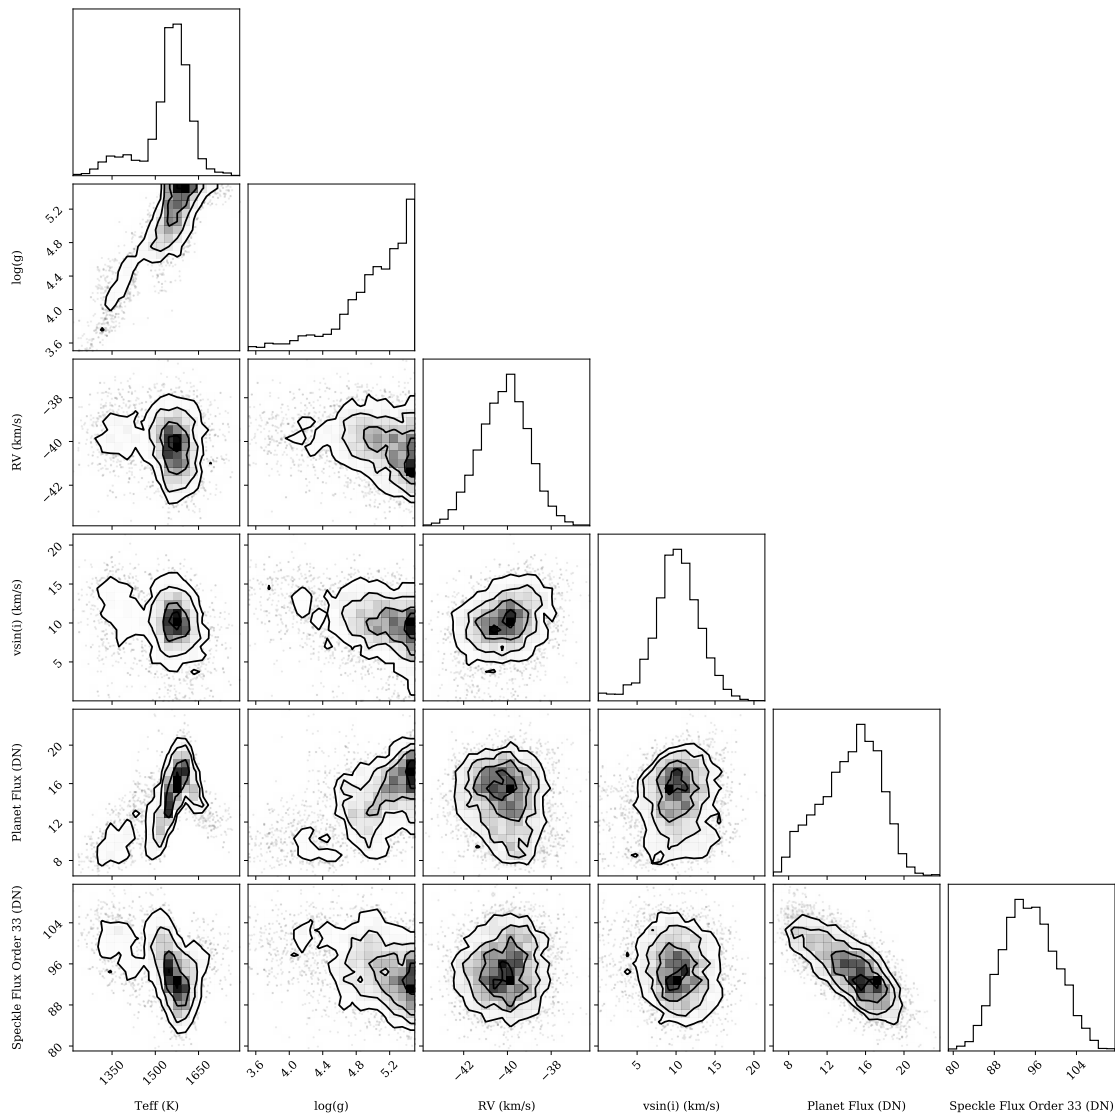 log(g)
5.2
4.8
4.4
4.0
3.6
RV (km/s)
−38
−40
−42
vsin(i) (km/s)
20
15
10
5
Planet Flux (DN)
20
16
12
8
Speckle Flux Order 33 (DN)
104
96
88
80
1350 1500 1650 3.6 4.0 4.4 4.8 5.2 −42 −40 −38 5 10 15 20 8 12 16 20 80 88 96 104
Teff (K) log(g) RV (km/s) vsin(i) (km/s) Planet Flux (DN) Speckle Flux Order 33 (DN)